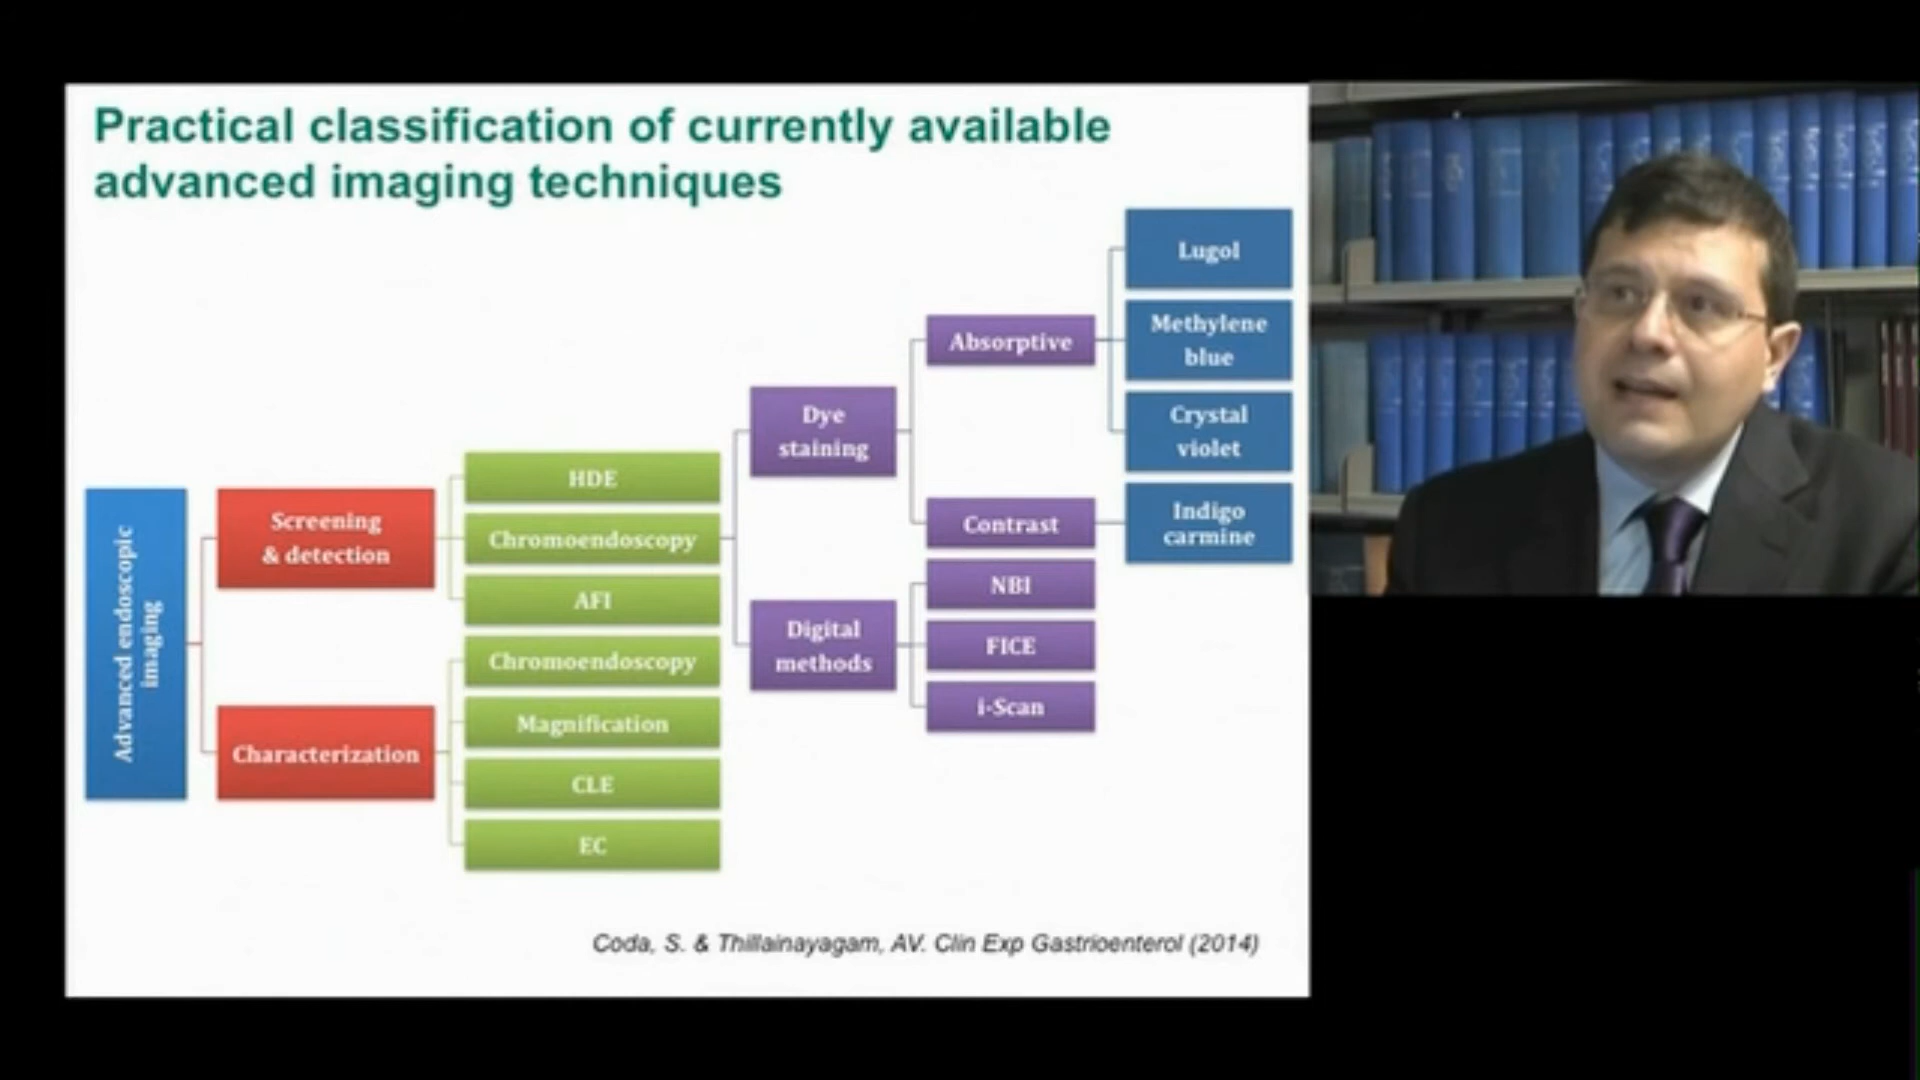 Practical classification of currently available
advanced imaging techniques
Advanced endoscopic
imaging
Screening
& detection
Characterization
HDE
Chromoendoscopy
AFI
Chromoendoscopy
Magnification
CLE
EC
Dye
staining
Digital
methods
Absorptive
Contrast
NBI
FICE
i-Scan
Lugol
Methylene
blue
Crystal
violet
Indigo
carmine
Coda, S. & Thillainayagam, AV. Clin Exp Gastrioenterol (2014)